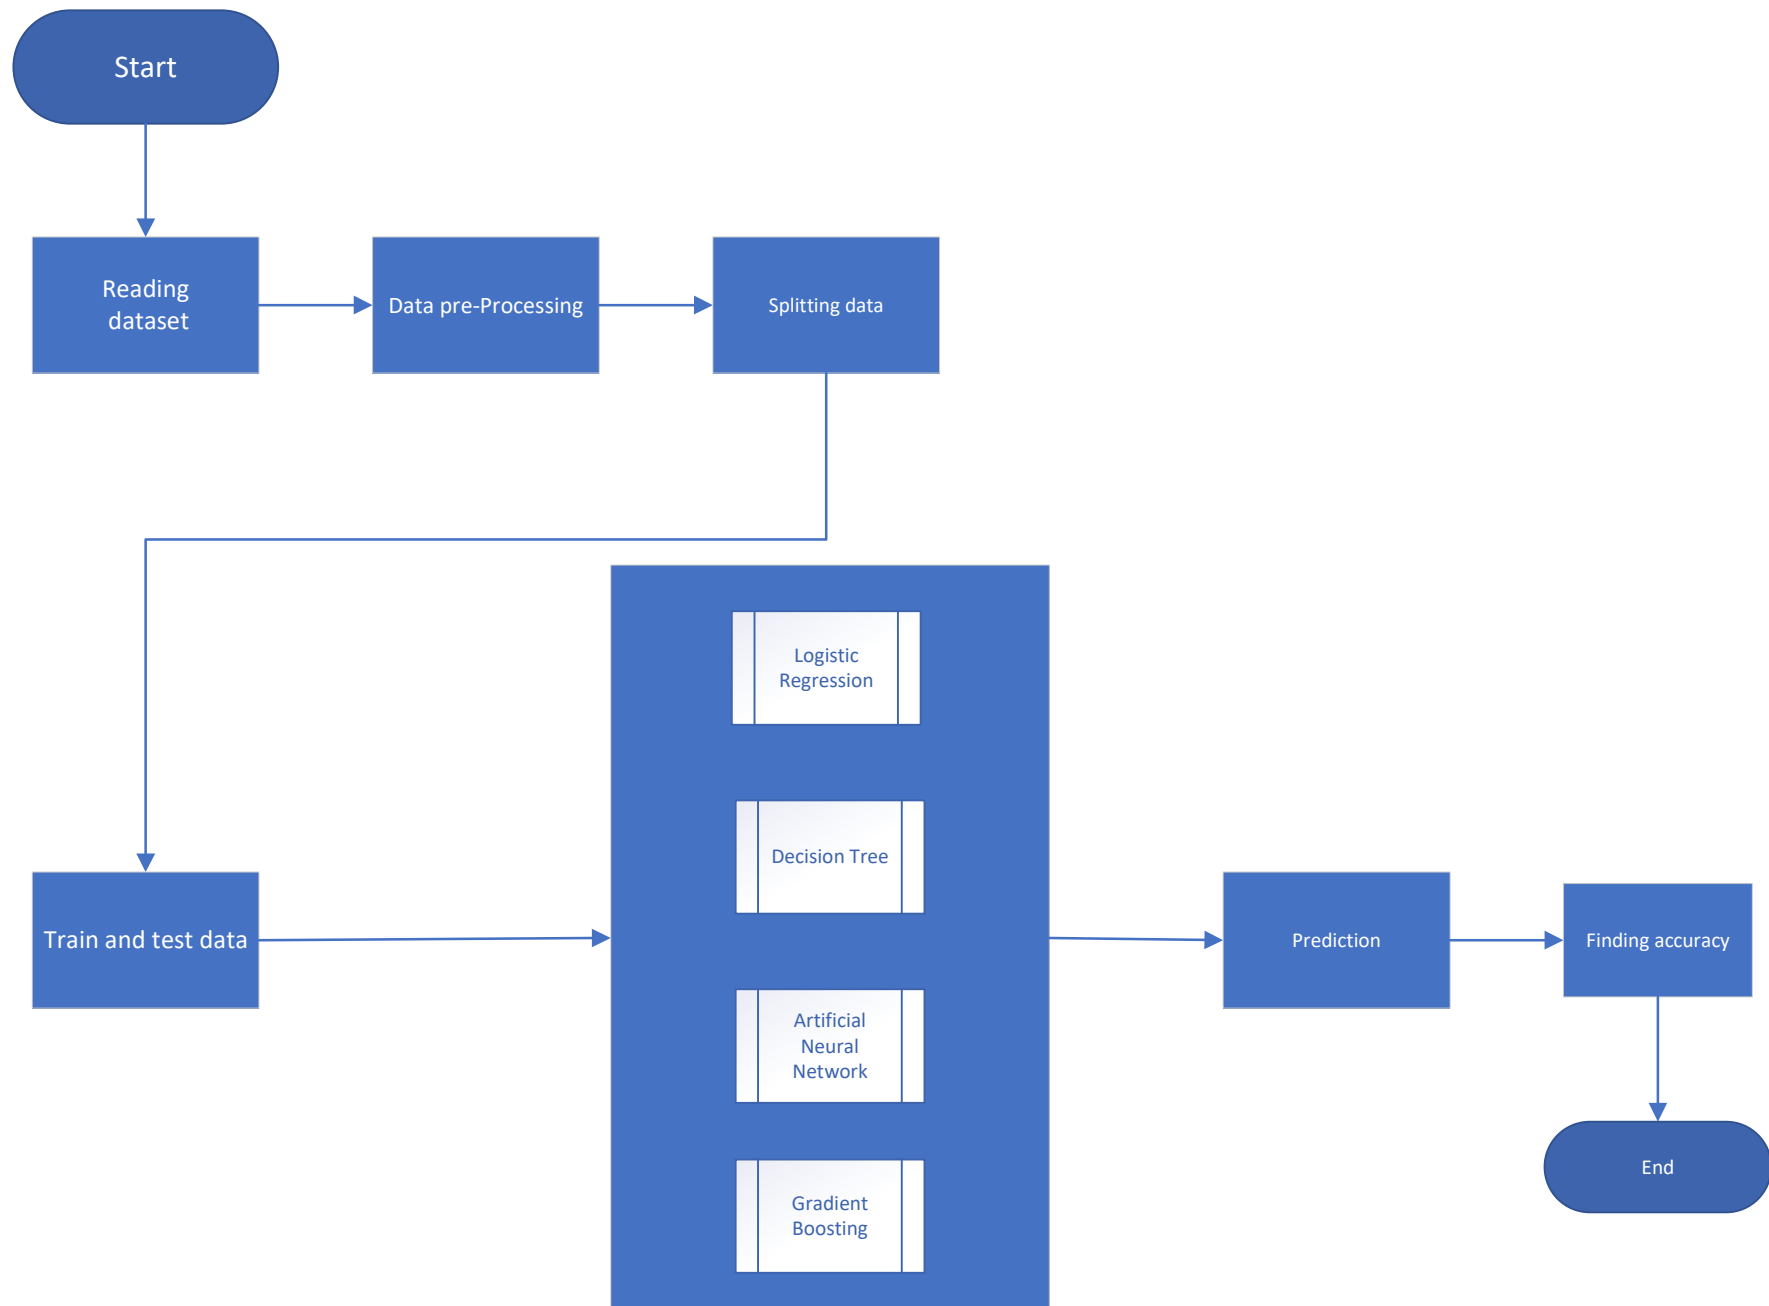 Start
Reading
dataset
Data pre-Processing
Splitting data
Train and test data
Logistic
Regression
Decision Tree
Artificial
Neural
Network
Gradient
Boosting
Prediction
Finding accuracy
End